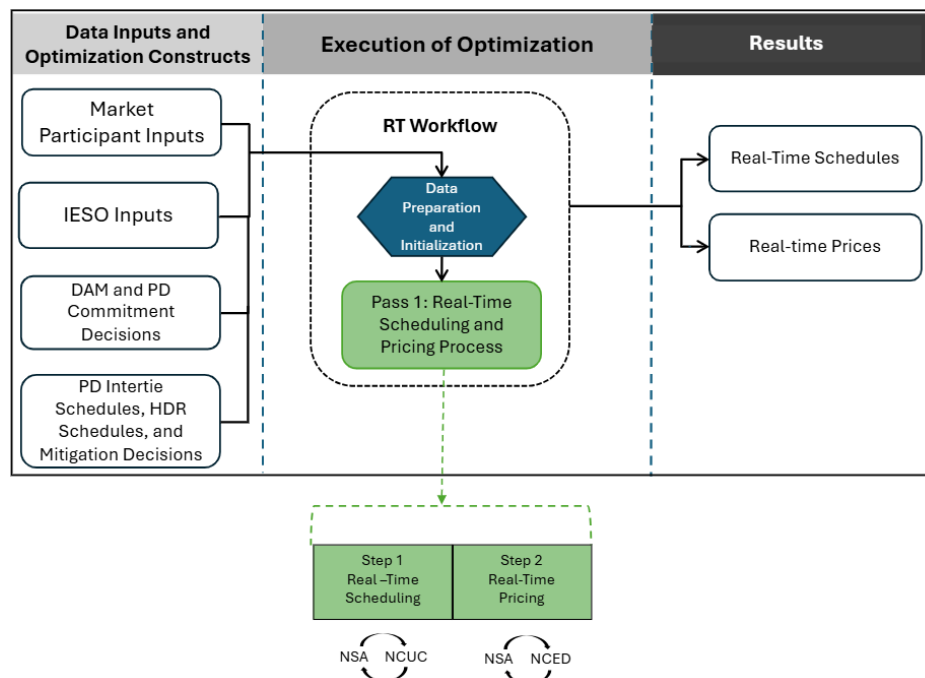 Data Inputs and
Optimization Constructs
Execution of Optimization
Results
Market
Participant Inputs
IESO Inputs
DAM and PD
Commitment
Decisions
PD Intertie
Schedules, HDR
Schedules, and
Mitigation Decisions
RT Workflow
Data
Preparation
and
Initialization
Pass 1: Real-Time
Scheduling and
Pricing Process
Real-Time Schedules
Real-time Prices
Step 1
Real –Time
Scheduling
Step 2
Real-Time
Pricing
NSA NCUC
NSA NCED